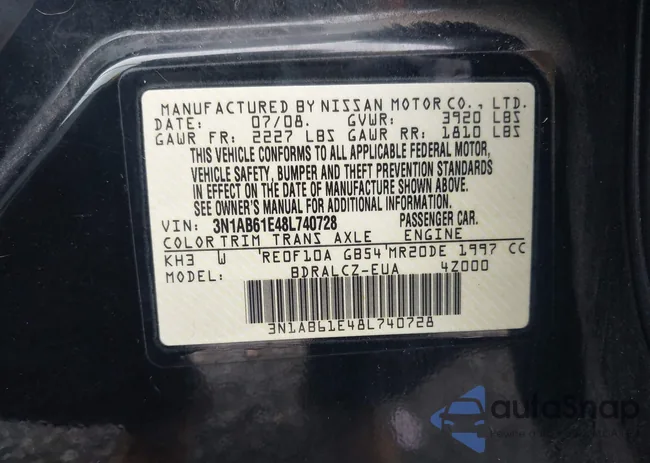 MANUFACTURED BY NISSAN MOTOR CO., LTD.
DATE: 07/08. GVWR: 3920 LBS
GAWR FR: 2227 LBS GAWR RR: 1810 LBS
THIS VEHICLE CONFORMS TO ALL APPLICABLE FEDERAL MOTOR
VEHICLE SAFETY, BUMPER AND THEFT PREVENTION STANDARDS
IN EFFECT ON THE DATE OF MANUFACTURE SHOWN ABOVE.
SEE OWNER'S MANUAL FOR ADDITIONAL INFORMATION.
VIN: 3N1AB61E48L740728 PASSENGER CAR.
COLOR TRIM TRANS AXLE ENGINE
KH3 W 'RE0F10A GB54'MR20DE 1997 CC
BDRALCZ-EUA 4Z000
3N1AB61E48L740728
autoSnap